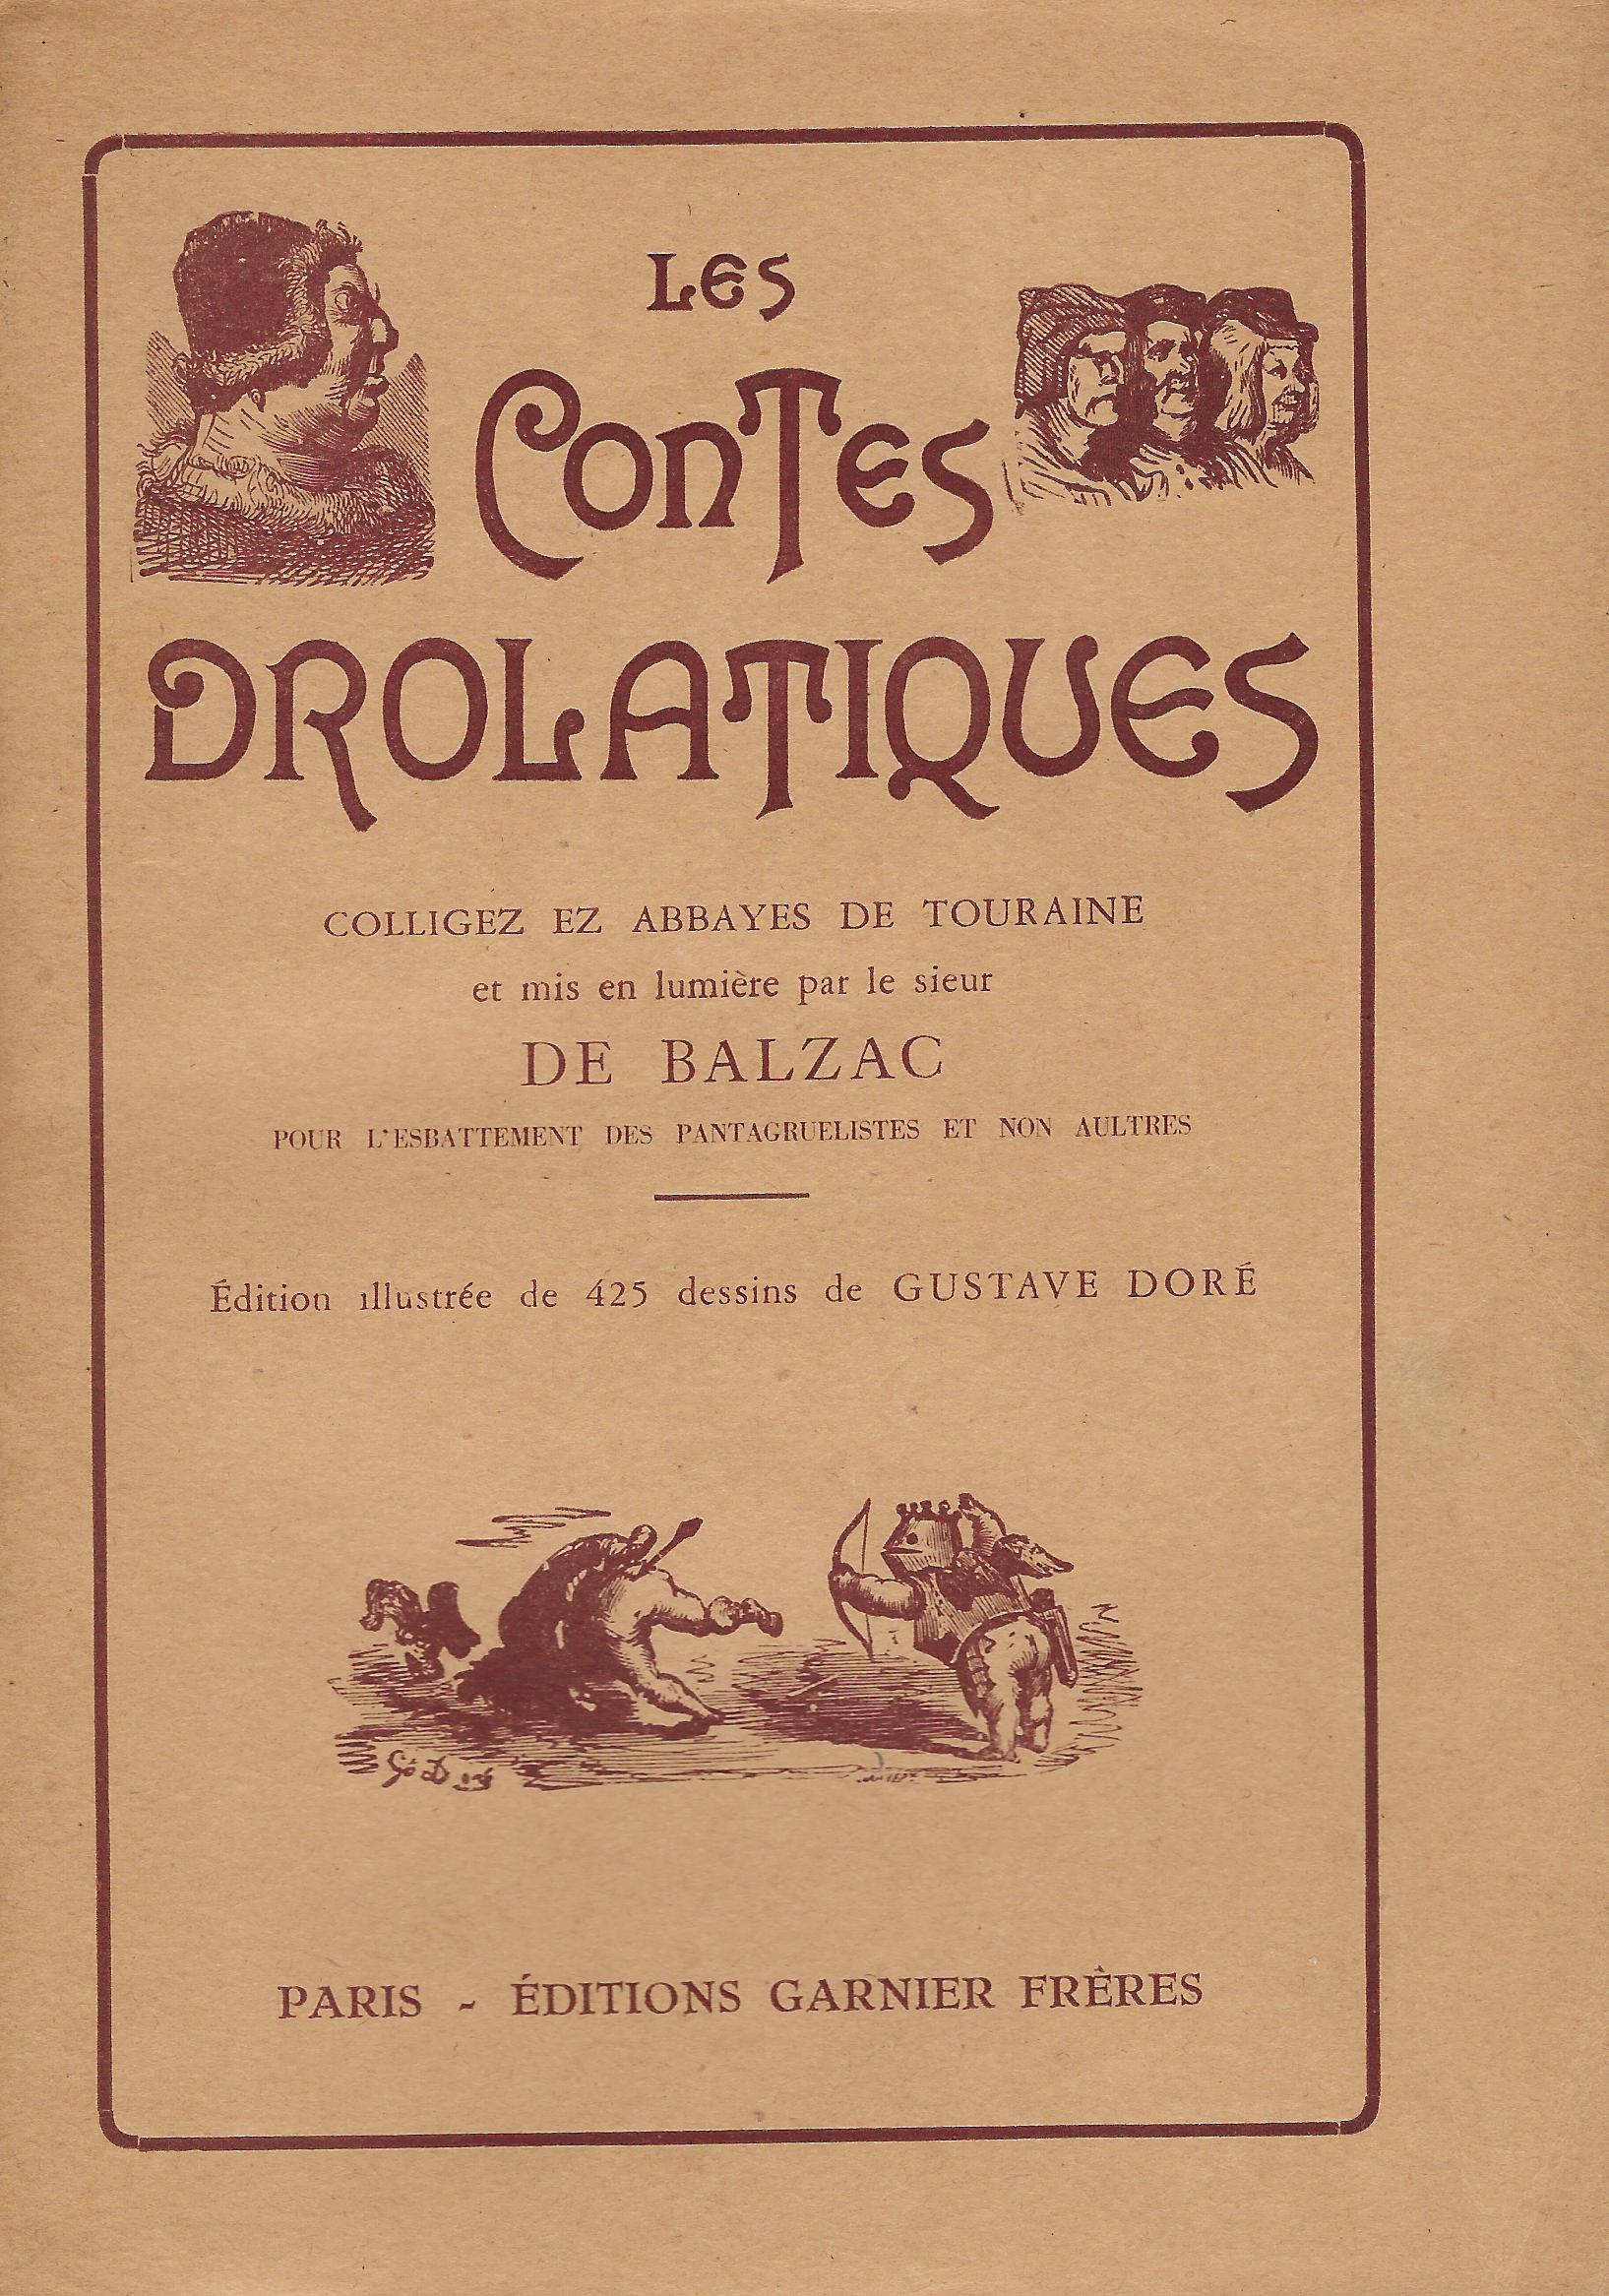 LES
CONTES
DROLATIQUES
COLLIGEZ EZ ABBAYES DE TOURAINE
et mis en lumière par le sieur
DE BALZAC
POUR L'ESBATTEMENT DES PANTAGRUELISTES ET NON AULTRES
Édition illustrée de 425 dessins de GUSTAVE DORÉ
PARIS - ÉDITIONS GARNIER FRÈRES